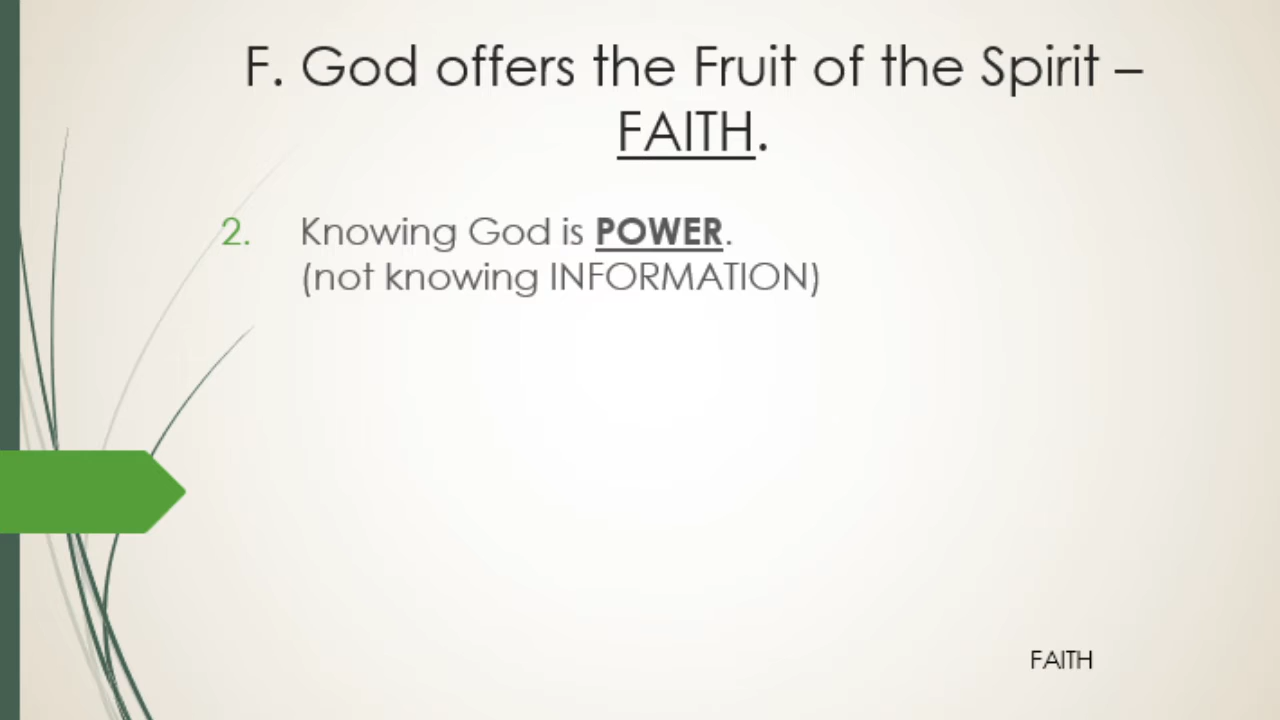 F. God offers the Fruit of the Spirit –
FAITH.
2. Knowing God is POWER.
(not knowing INFORMATION)
FAITH